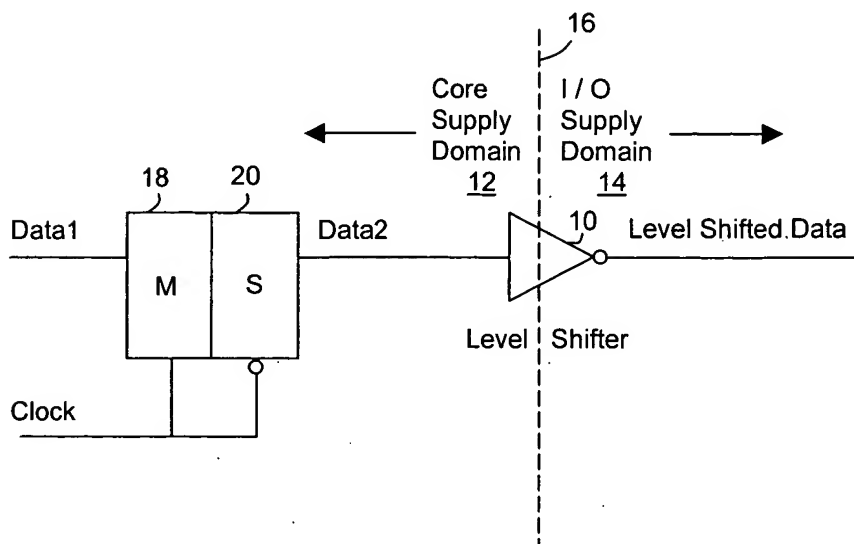 16
Core
Supply
Domain
12
I / O
Supply
Domain
14
18
20
10
Data1
M
S
Data2
Level Shifted Data
Level Shifter
Clock